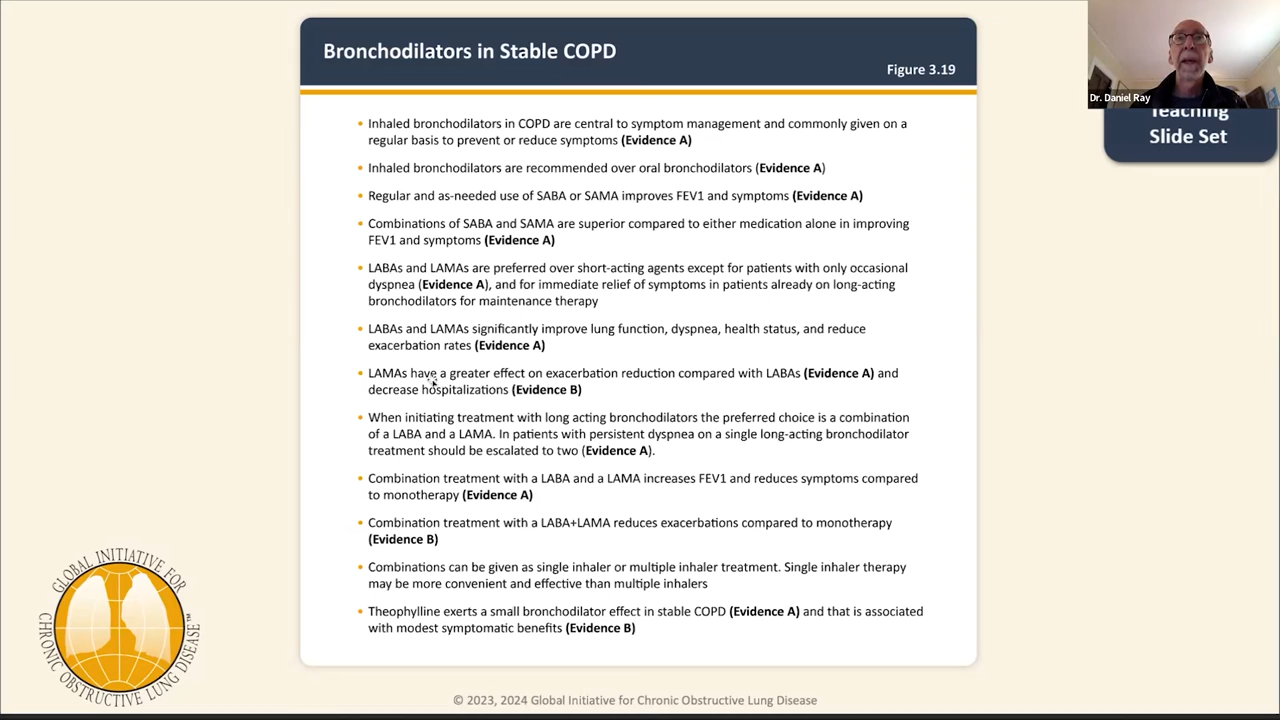 Bronchodilators in Stable COPD
Figure 3.19
Dr. Daniel Ray
Teaching
Slide Set
• Inhaled bronchodilators in COPD are central to symptom management and commonly given on a
regular basis to prevent or reduce symptoms (Evidence A)
• Inhaled bronchodilators are recommended over oral bronchodilators (Evidence A)
• Regular and as-needed use of SABA or SAMA improves FEV1 and symptoms (Evidence A)
• Combinations of SABA and SAMA are superior compared to either medication alone in improving
FEV1 and symptoms (Evidence A)
• LABAs and LAMAs are preferred over short-acting agents except for patients with only occasional
dyspnea (Evidence A), and for immediate relief of symptoms in patients already on long-acting
bronchodilators for maintenance therapy
• LABAs and LAMAs significantly improve lung function, dyspnea, health status, and reduce
exacerbation rates (Evidence A)
• LAMAs have a greater effect on exacerbation reduction compared with LABAs (Evidence A) and
decrease hospitalizations (Evidence B)
• When initiating treatment with long acting bronchodilators the preferred choice is a combination
of a LABA and a LAMA. In patients with persistent dyspnea on a single long-acting bronchodilator
treatment should be escalated to two (Evidence A).
• Combination treatment with a LABA and a LAMA increases FEV1 and reduces symptoms compared
to monotherapy (Evidence A)
• Combination treatment with a LABA+LAMA reduces exacerbations compared to monotherapy
(Evidence B)
• Combinations can be given as single inhaler or multiple inhaler treatment. Single inhaler therapy
may be more convenient and effective than multiple inhalers
• Theophylline exerts a small bronchodilator effect in stable COPD (Evidence A) and that is associated
with modest symptomatic benefits (Evidence B)
GLOBAL INITIATIVE FOR
CHRONIC OBSTRUCTIVE LUNG DISEASE™
© 2023, 2024 Global Initiative for Chronic Obstructive Lung Disease